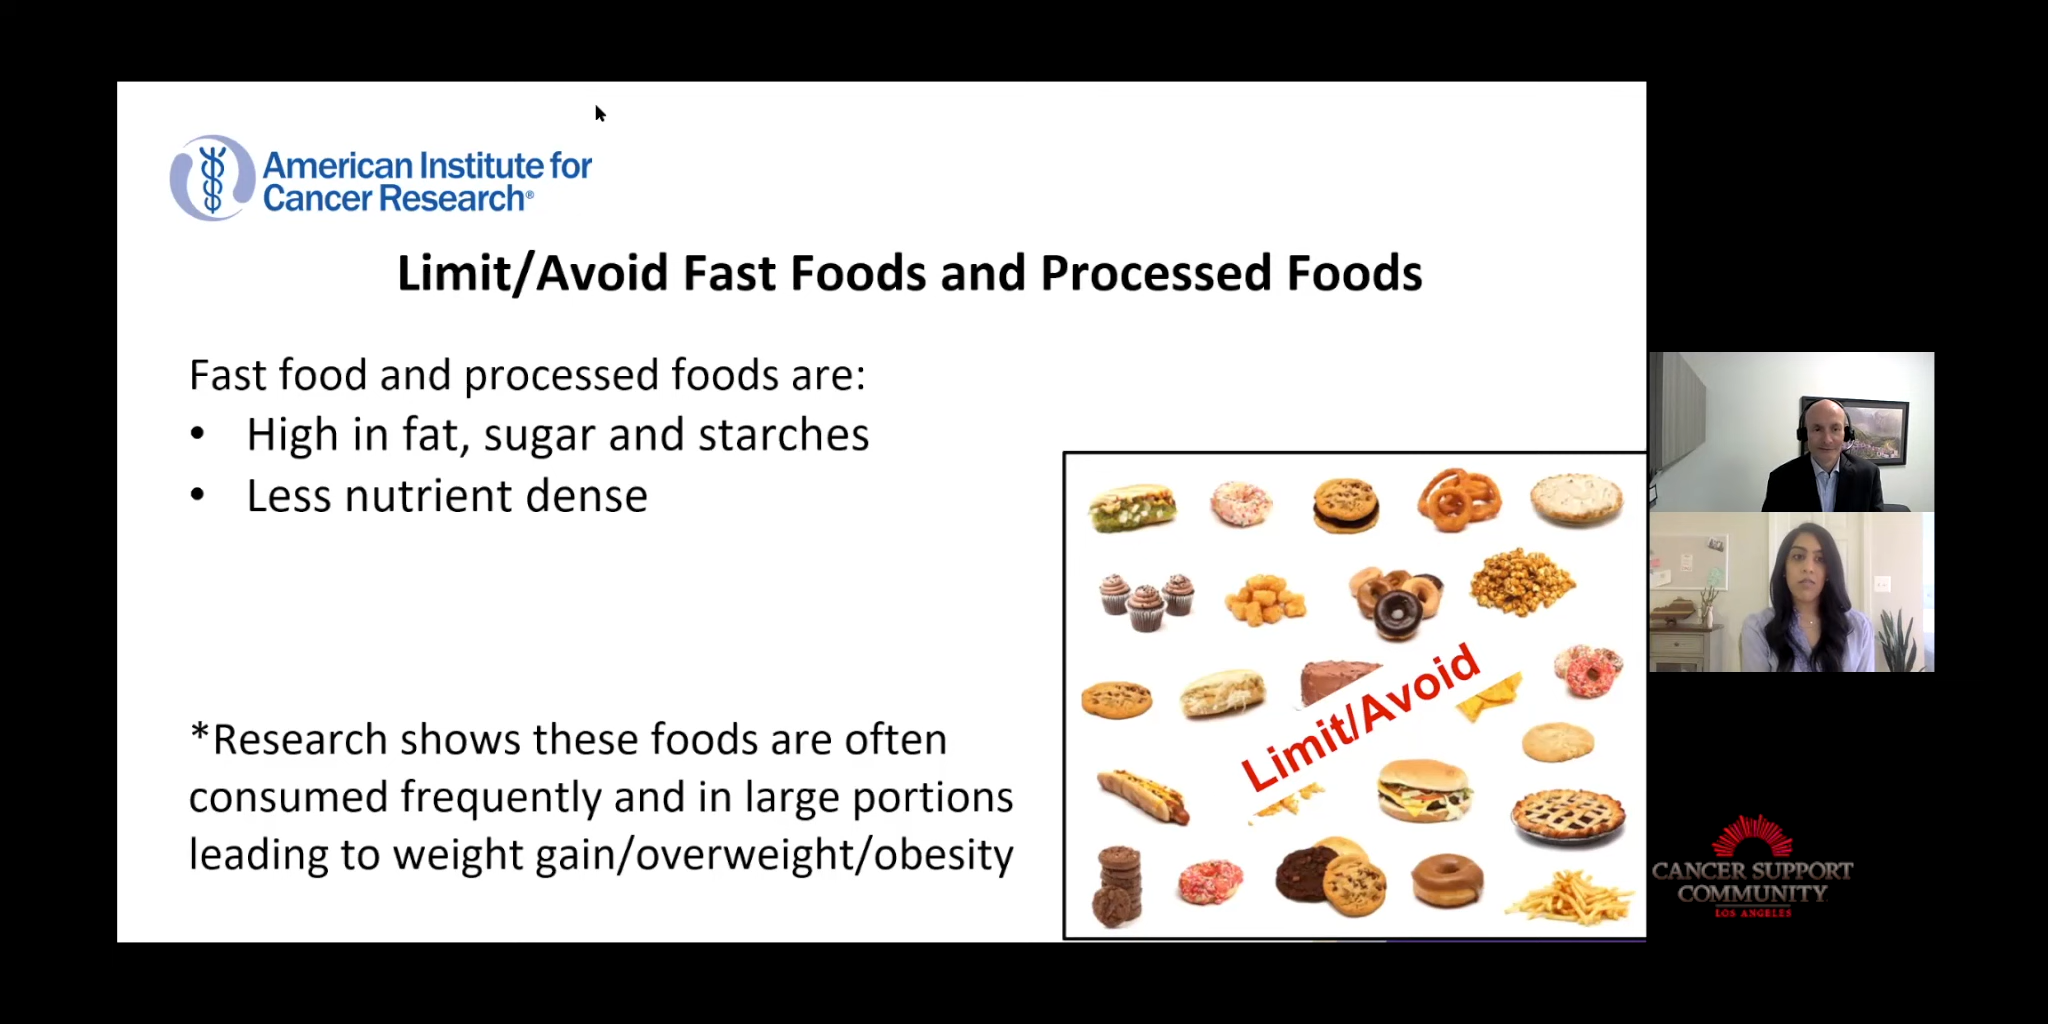 American Institute for
Cancer Research®
Limit/Avoid Fast Foods and Processed Foods
Fast food and processed foods are:
• High in fat, sugar and starches
• Less nutrient dense
*Research shows these foods are often
consumed frequently and in large portions
leading to weight gain/overweight/obesity
Limit/Avoid
CANCER SUPPORT
COMMUNITY
LOS ANGELES